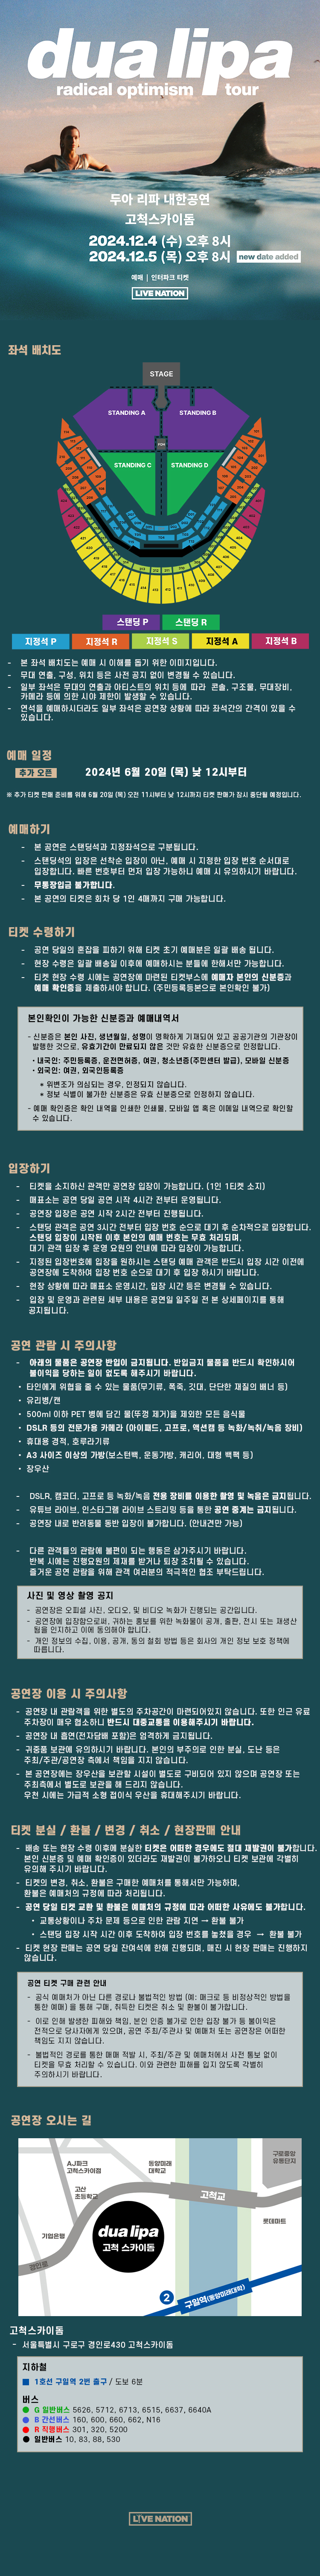 dua lipa
radical optimism tour
두아 리파 내한공연
고척스카이돔
2024.12.4 (수) 오후 8시
2024.12.5 (목) 오후 8시 new date added
예매 | 인터파크 티켓
LIVE NATION
좌석 배치도
STAGE
STANDING A STANDING B
FOH
STANDING C STANDING D
스탠딩 P 스탠딩 R
지정석 P 지정석 R 지정석 S 지정석 A 지정석 B
- 본 좌석 배치도는 예매 시 이해를 돕기 위한 이미지입니다.
- 무대 연출, 구성, 위치 등은 사전 공지 없이 변경될 수 있습니다.
- 일부 좌석은 무대의 연출과 아티스트의 위치 등에 따라 콘솔, 구조물, 무대장비,
카메라 등에 의한 시야 제한이 발생할 수 있습니다.
- 연석을 예매하시더라도 일부 좌석은 공연장 상황에 따라 좌석간의 간격이 있을 수
있습니다.
예매 일정
추가 오픈 2024년 6월 20일 (목) 낮 12시부터
※ 추가 티켓 판매 준비를 위해 6월 20일 (목) 오전 11시부터 낮 12시까지 티켓 판매가 잠시 중단될 예정입니다.
예매하기
- 본 공연은 스탠딩석과 지정좌석으로 구분됩니다.
- 스탠딩석의 입장은 선착순 입장이 아닌, 예매 시 지정한 입장 번호 순서대로
입장합니다. 빠른 번호부터 먼저 입장 가능하니 예매 시 유의하시기 바랍니다.
- 무통장입금 불가합니다.
- 본 공연의 티켓은 회차 당 1인 4매까지 구매 가능합니다.
티켓 수령하기
- 공연 당일의 혼잡을 피하기 위해 티켓 초기 예매분은 일괄 배송 됩니다.
- 현장 수령은 일괄 배송일 이후에 예매하시는 분들에 한해서만 가능합니다.
- 티켓 현장 수령 시에는 공연장에 마련된 티켓부스에 예매자 본인의 신분증과
예매 확인증을 제출하셔야 합니다. (주민등록등본으로 본인확인 불가)
본인확인이 가능한 신분증과 예매내역서
- 신분증은 본인 사진, 생년월일, 성명이 명확하게 기재되어 있고 공공기관의 기관장이
발행한 것으로, 유효기간이 만료되지 않은 것만 유효한 신분증으로 인정합니다.
• 내국인: 주민등록증, 운전면허증, 여권, 청소년증(주민센터 발급), 모바일 신분증
• 외국인: 여권, 외국인등록증
* 위변조가 의심되는 경우, 인정되지 않습니다.
* 정보 식별이 불가한 신분증은 유효 신분증으로 인정하지 않습니다.
- 예매 확인증은 확인 내역을 인쇄한 인쇄물, 모바일 앱 혹은 이메일 내역으로 확인할
수 있습니다.
입장하기
- 티켓을 소지하신 관객만 공연장 입장이 가능합니다. (1인 1티켓 소지)
- 매표소는 공연 당일 공연 시작 4시간 전부터 운영됩니다.
- 공연장 입장은 공연 시작 2시간 전부터 진행됩니다.
- 스탠딩 관객은 공연 3시간 전부터 입장 번호 순으로 대기 후 순차적으로 입장합니다.
스탠딩 입장이 시작된 이후 본인의 예매 번호는 무효 처리되며,
대기 관객 입장 후 운영 요원의 안내에 따라 입장이 가능합니다.
- 지정된 입장번호에 입장을 원하시는 스탠딩 예매 관객은 반드시 입장 시간 이전에
공연장에 도착하여 입장 번호 순으로 대기 후 입장 하시기 바랍니다.
- 현장 상황에 따라 매표소 운영시간, 입장 시간 등은 변경될 수 있습니다.
- 입장 및 운영과 관련된 세부 내용은 공연일 일주일 전 본 상세페이지를 통해
공지됩니다.
공연 관람 시 주의사항
- 아래의 물품은 공연장 반입이 금지됩니다. 반입금지 물품을 반드시 확인하시어
불이익을 당하는 일이 없도록 해주시기 바랍니다.
• 타인에게 위협을 줄 수 있는 물품(무기류, 폭죽, 깃대, 단단한 재질의 배너 등)
• 유리병/캔
• 500ml 이하 PET 병에 담긴 물(뚜껑 제거)을 제외한 모든 음식물
• DSLR 등의 전문가용 카메라 (아이패드, 고프로, 액션캠 등 녹화/녹취/녹음 장비)
• 휴대용 경적, 호루라기류
• A3 사이즈 이상의 가방(보스턴백, 운동가방, 캐리어, 대형 백팩 등)
• 장우산
- DSLR, 캠코더, 고프로 등 녹화/녹음 전용 장비를 이용한 촬영 및 녹음은 금지됩니다.
- 유튜브 라이브, 인스타그램 라이브 스트리밍 등을 통한 공연 중계는 금지됩니다.
- 공연장 내로 반려동물 동반 입장이 불가합니다. (안내견만 가능)
- 다른 관객들의 관람에 불편이 되는 행동은 삼가주시기 바랍니다.
반복 시에는 진행요원의 제재를 받거나 퇴장 조치될 수 있습니다.
즐거운 공연 관람을 위해 관객 여러분의 적극적인 협조 부탁드립니다.
사진 및 영상 촬영 공지
- 공연장은 오피셜 사진, 오디오, 및 비디오 녹화가 진행되는 공간입니다.
- 공연장에 입장함으로써, 귀하는 홍보를 위한 녹화물이 공개, 출판, 전시 또는 재생산
됨을 인지하고 이에 동의하여야 합니다.
- 개인 정보의 수집, 이용, 공개, 동의 철회 방법 등은 회사의 개인 정보 보호 정책에
따릅니다.
공연장 이용 시 주의사항
- 공연장 내 관람객을 위한 별도의 주차공간이 마련되어있지 않습니다. 또한 인근 유료
주차장이 매우 협소하니 반드시 대중교통을 이용해주시기 바랍니다.
- 공연장 내 흡연(전자담배 포함)은 엄격하게 금지됩니다.
- 귀중품 보관에 유의하시기 바랍니다. 본인의 부주의로 인한 분실, 도난 등은
주최/주관/공연장 측에서 책임을 지지 않습니다.
- 본 공연장에는 장우산을 보관할 시설이 별도로 구비되어 있지 않으며 공연장 또는
주최측에서 별도로 보관을 해 드리지 않습니다.
우천 시에는 가급적 소형 접이식 우산을 휴대해주시기 바랍니다.
티켓 분실 / 환불 / 변경 / 취소 / 현장판매 안내
- 배송 또는 현장 수령 이후에 분실한 티켓은 어떠한 경우에도 절대 재발권이 불가합니다.
본인 신분증 및 예매 확인증이 있더라도 재발권이 불가하오니 티켓 보관에 각별히
유의해 주시기 바랍니다.
- 티켓의 변경, 취소, 환불은 구매한 예매처를 통해서만 가능하며,
환불은 예매처의 규정에 따라 처리됩니다.
- 공연 당일 티켓 교환 및 환불은 예매처의 규정에 따라 어떠한 사유에도 불가합니다.
• 교통상황이나 주차 문제 등으로 인한 관람 지연 → 환불 불가
• 스탠딩 입장 시작 시간 이후 도착하여 입장 번호를 놓쳤을 경우 → 환불 불가
- 티켓 현장 판매는 공연 당일 잔여석에 한해 진행되며, 매진 시 현장 판매는 진행하지
않습니다.
공연 티켓 구매 관련 안내
- 공식 예매처가 아닌 다른 경로나 불법적인 방법 (예: 매크로 등 비정상적인 방법을
통한 예매) 을 통해 구매, 취득한 티켓은 취소 및 환불이 불가합니다.
- 이로 인해 발생한 피해와 책임, 본인 인증 불가로 인한 입장 불가 등 불이익은
전적으로 당사자에게 있으며, 공연 주최/주관사 및 예매처 또는 공연장은 어떠한
책임도 지지 않습니다.
- 불법적인 경로를 통한 매매 적발 시, 주최/주관 및 예매처에서 사전 통보 없이
티켓을 무효 처리할 수 있습니다. 이와 관련한 피해를 입지 않도록 각별히
주의하시기 바랍니다.
공연장 오시는 길
AJ파크
고척스카이점
동양미래
대학교
구로중앙
유통단지
고산
초등학교
고척교
기업은행
dua lipa
고척 스카이돔
롯데마트
경인로
2 구일역(동양미래대학)
고척스카이돔
- 서울특별시 구로구 경인로430 고척스카이돔
지하철
1호선 구일역 2번 출구 / 도보 6분
버스
G 일반버스 5626, 5712, 6713, 6515, 6637, 6640A
B 간선버스 160, 600, 660, 662, N16
R 직행버스 301, 320, 5200
일반버스 10, 83, 88, 530
LIVE NATION